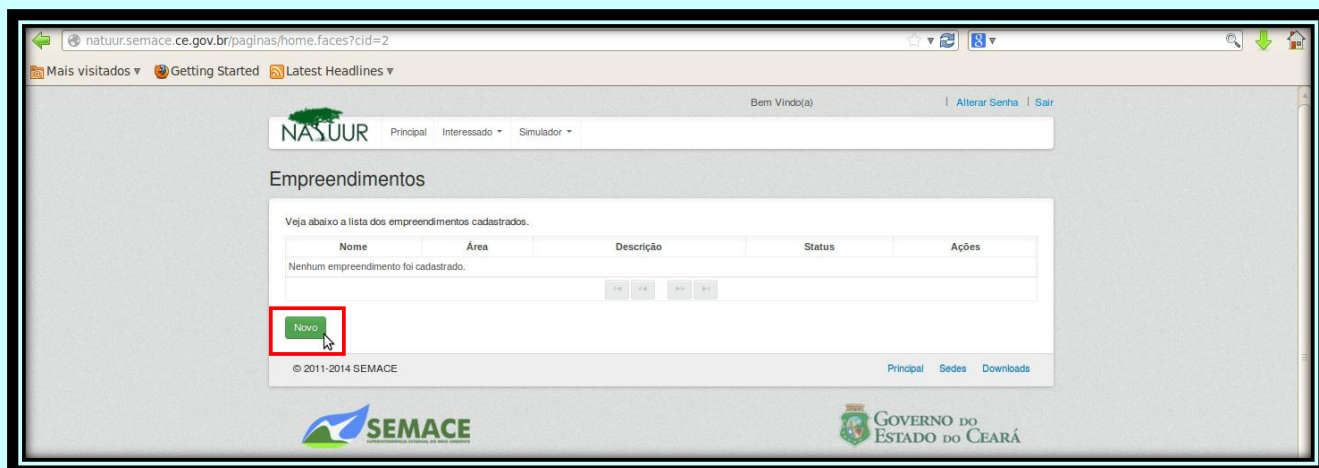 natuur.semace.ce.gov.br/paginas/home.faces?cid=2
Mais visitados Getting Started Latest Headlines
Bem Vindo(a) | Alterar Senha | Sair
NATUUR Principal Interessado Simulador
Empreendimentos
Veja abaixo a lista dos empreendimentos cadastrados.
Nome Área Descrição Status Ações
Nenhum empreendimento foi cadastrado.
Novo
© 2011-2014 SEMACE Principal Sedes Downloads
SEMACE
GOVERNO DO
ESTADO DO CEARÁ